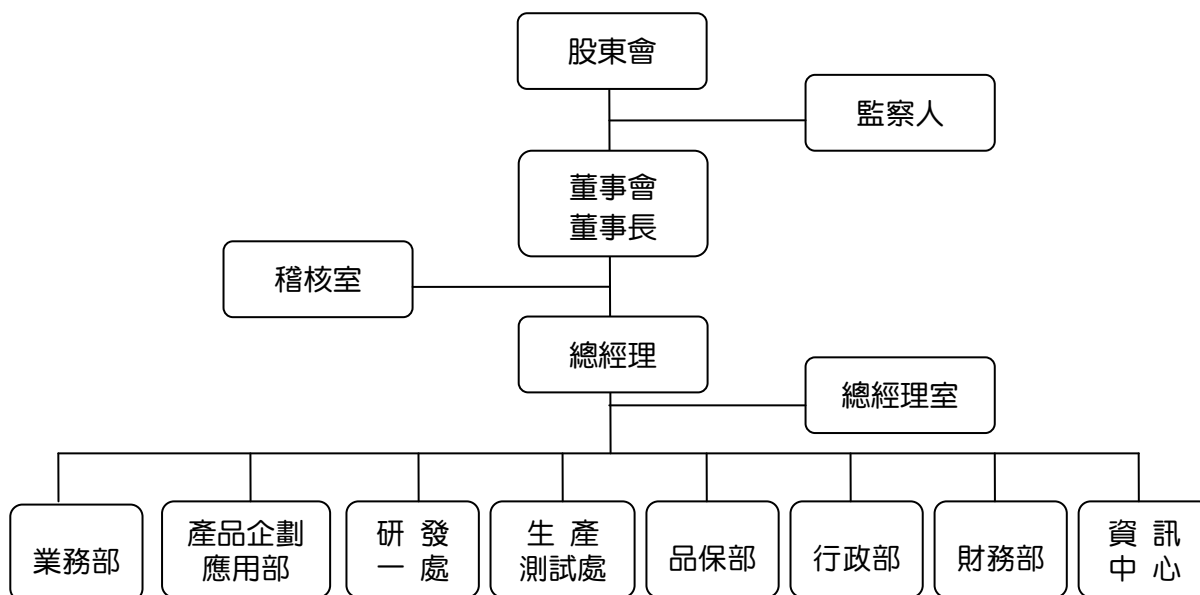 股東會
監察人
董事會
董事長
稽核室
總經理
總經理室
業務部
產品企劃
應用部
研 發
一 處
生 產
測試處
品保部
行政部
財務部
資 訊
中 心